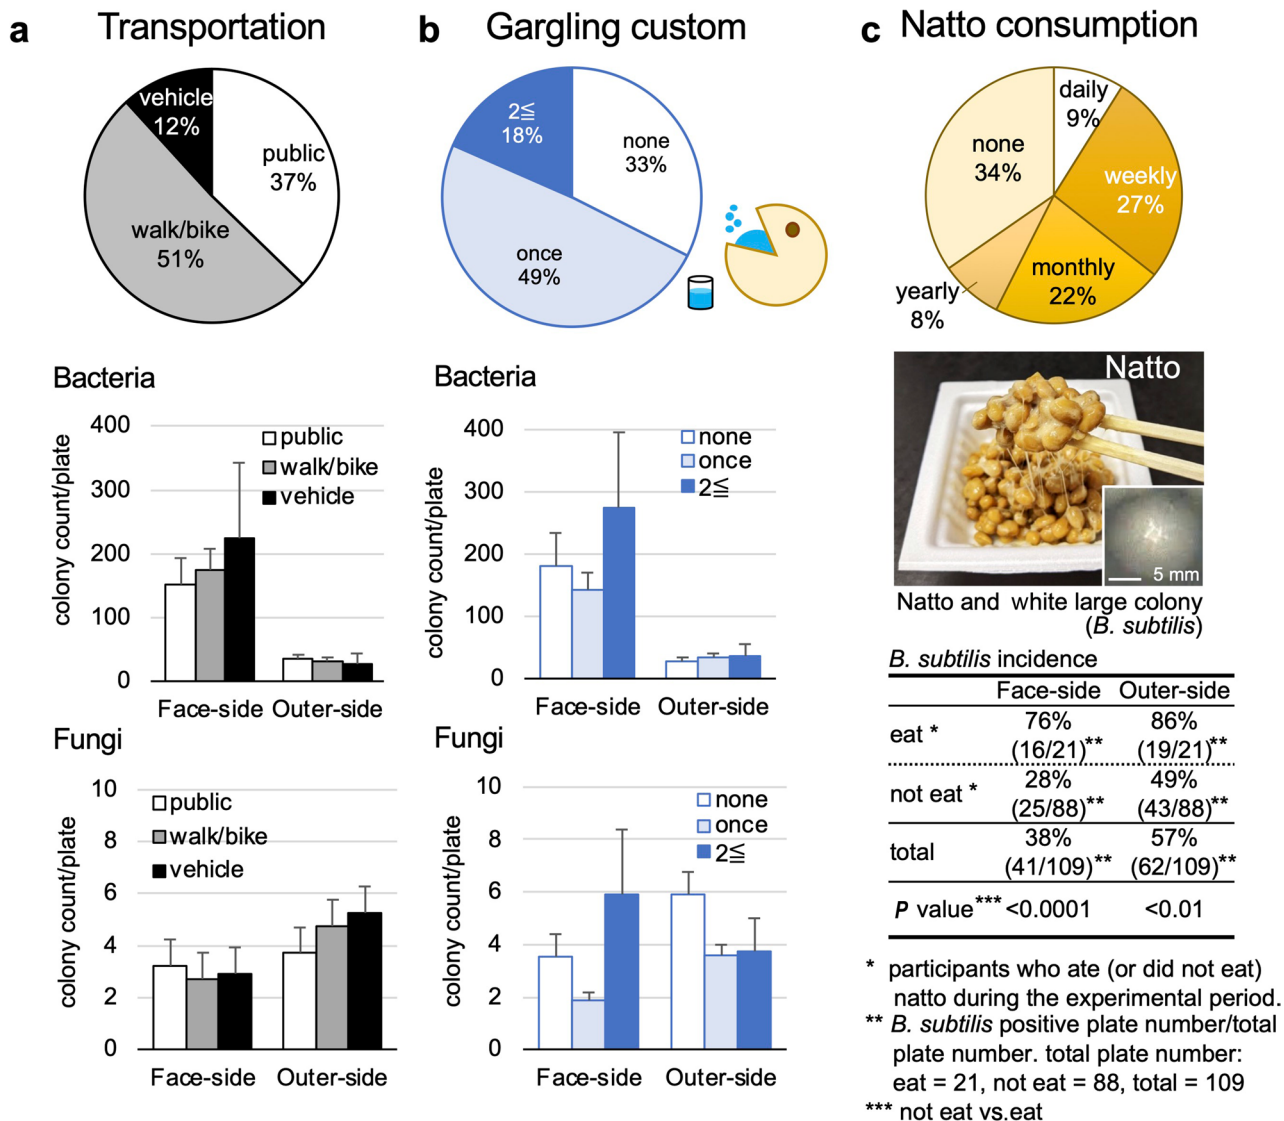 a Transportation
vehicle
12%
public
37%
walk/bike
51%
Bacteria
colony count/plate
400
300
200
100
0
public
walk/bike
vehicle
Face-side Outer-side
Fungi
colony count/plate
10
8
6
4
2
0
public
walk/bike
vehicle
Face-side Outer-side
b Gargling custom
2≦
18%
none
33%
once
49%
Bacteria
colony count/plate
400
300
200
100
0
none
once
2≦
Face-side Outer-side
Fungi
colony count/plate
10
8
6
4
2
0
none
once
2≦
Face-side Outer-side
c Natto consumption
daily
9%
none
34%
weekly
27%
monthly
22%
yearly
8%
Natto
5 mm
Natto and white large colony
(B. subtilis)
B. subtilis incidence
Face-side Outer-side
76% 86%
eat *
(16/21)** (19/21)**
28% 49%
not eat *
(25/88)** (43/88)**
38% 57%
total
(41/109)** (62/109)**
P value*** <0.0001 <0.01
* participants who ate (or did not eat)
natto during the experimental period.
** B. subtilis positive plate number/total
plate number. total plate number:
eat = 21, not eat = 88, total = 109
*** not eat vs.eat